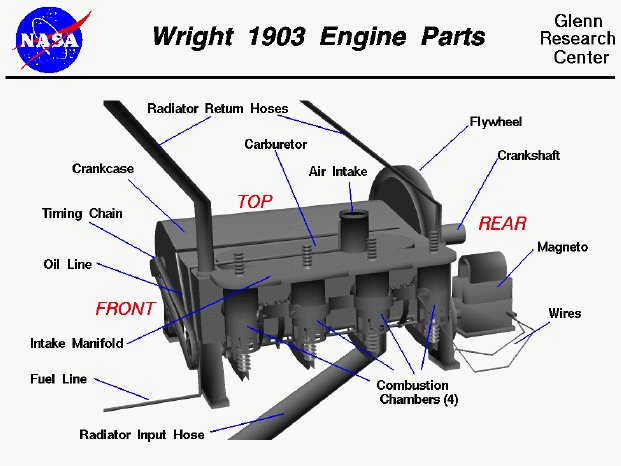 NASA
Wright 1903 Engine Parts
Glenn
Research
Center
Radiator Return Hoses
Flywheel
Carburetor
Crankshaft
Crankcase
Air Intake
TOP
Timing Chain
REAR
Magneto
Oil Line
FRONT
Wires
Intake Manifold
Fuel Line
Combustion
Chambers (4)
Radiator Input Hose